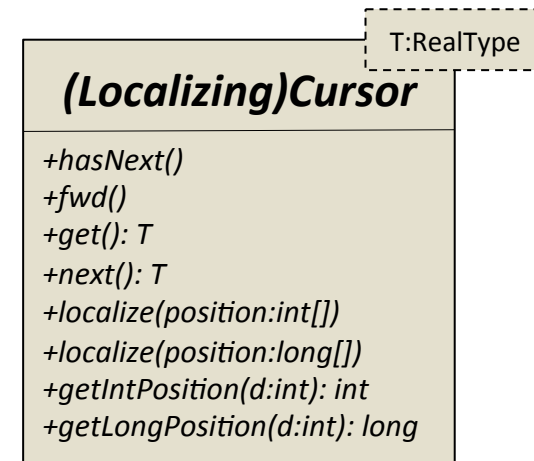 T:RealType
(Localizing)Cursor
+hasNext()
+fwd()
+get(): T
+next(): T
+localize(position:int[])
+localize(position:long[])
+getIntPosition(d:int): int
+getLongPosition(d:int): long